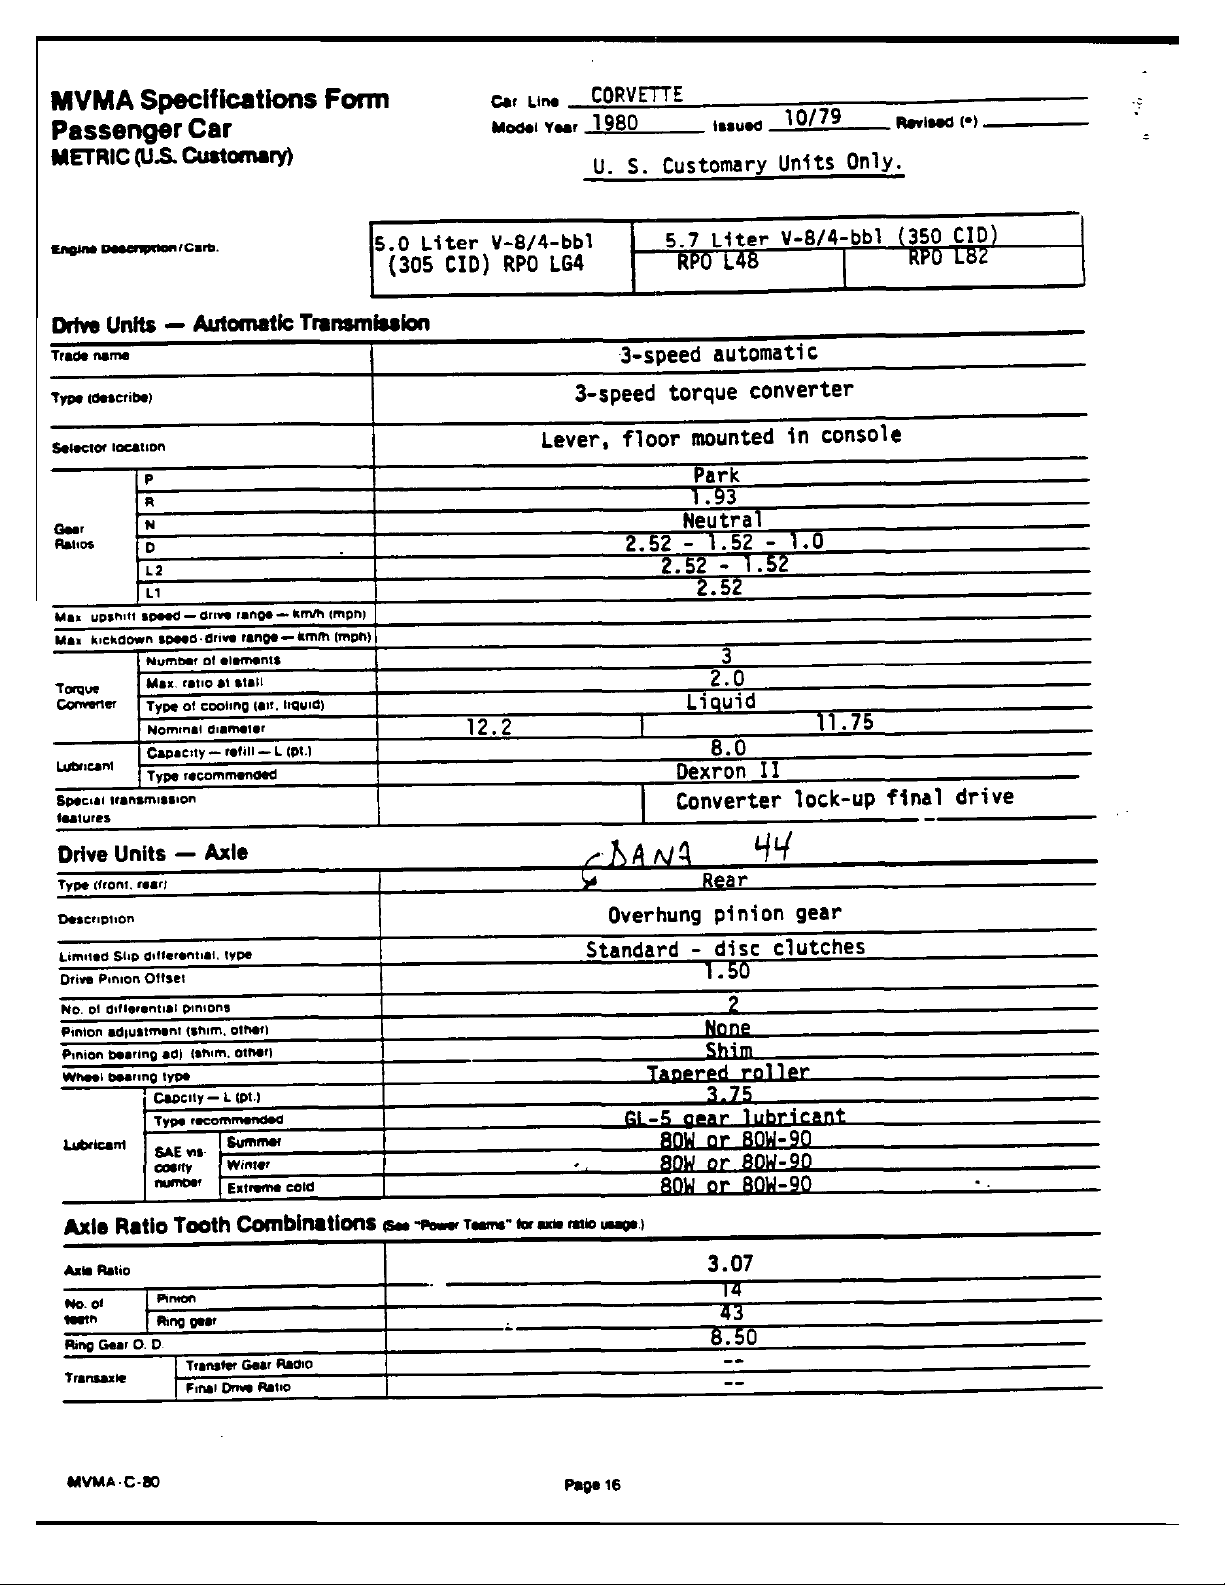 MVMA Specifications Form
Passenger Car
METRIC (U.S. Customary)
Car Line CORVETTE
Model Year 1980 Issued 10/79 Revised (•)
U. S. Customary Units Only.
Engine Description/Carb.
5.0 Liter V-8/4-bbl
(305 CID) RPO LG4
5.7 Liter V-8/4-bbl (350 CID)
RPO L48 RPO L82
Drive Units — Automatic Transmission
Trade name 3-speed automatic
Type (describe) 3-speed torque converter
Selector location Lever, floor mounted in console
Gear Ratios
P Park
R 1.93
N Neutral
D 2.52 - 1.52 - 1.0
L2 2.52 - 1.52
L1 2.52
Max. upshift speed — drive range — km/h (mph)
Max. kickdown speed-drive range — km/h (mph)
Torque Converter
Number of elements 3
Max. ratio at stall 2.0
Type of cooling (air, liquid) Liquid
Nominal diameter 12.2 11.75
Lubricant
Capacity — refill — L (pt.) 8.0
Type recommended Dexron II
Special transmission features Converter lock-up final drive
Drive Units — Axle
DANA 44
Type (front, rear) Rear
Description Overhung pinion gear
Limited Slip differential, type Standard - disc clutches
Drive Pinion Offset 1.50
No. of differential pinions 2
Pinion adjustment (shim, other) None
Pinion bearing adj. (shim, other) Shim
Wheel bearing type Tapered roller
Lubricant
Capcity — L (pt.) 3.75
Type recommended GL-5 gear lubricant
SAE vis-cosity number
Summer 80W or 80W-90
Winter 80W or 80W-90
Extreme cold 80W or 80W-90
Axle Ratio Tooth Combinations (See "Power Teams" for axle ratio usage.)
Axle Ratio 3.07
No. of teeth
Pinion 14
Ring gear 43
Ring Gear O. D. 8.50
Transaxle
Transfer Gear Radio --
Final Drive Ratio --
MVMA-C-80
Page 16